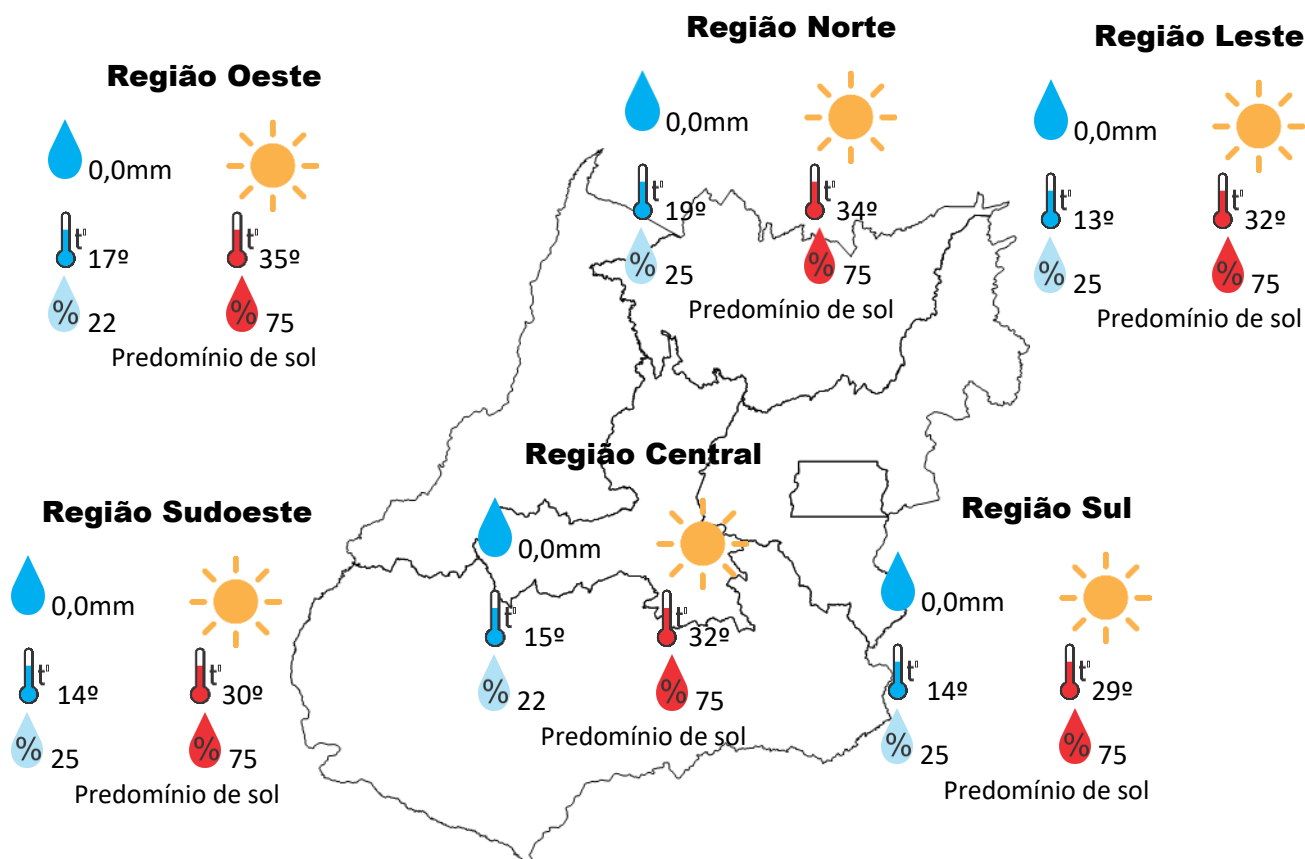 Região Norte
0,0mm
t° 19º
t° 34º
% 25
% 75
Predomínio de sol
Região Leste
0,0mm
t° 13º
t° 32º
% 25
% 75
Predomínio de sol
Região Oeste
0,0mm
t° 17º
t° 35º
% 22
% 75
Predomínio de sol
Região Central
0,0mm
t° 15º
t° 32º
% 22
% 75
Predomínio de sol
Região Sudoeste
0,0mm
t° 14º
t° 30º
% 25
% 75
Predomínio de sol
Região Sul
0,0mm
t° 14º
t° 29º
% 25
% 75
Predomínio de sol